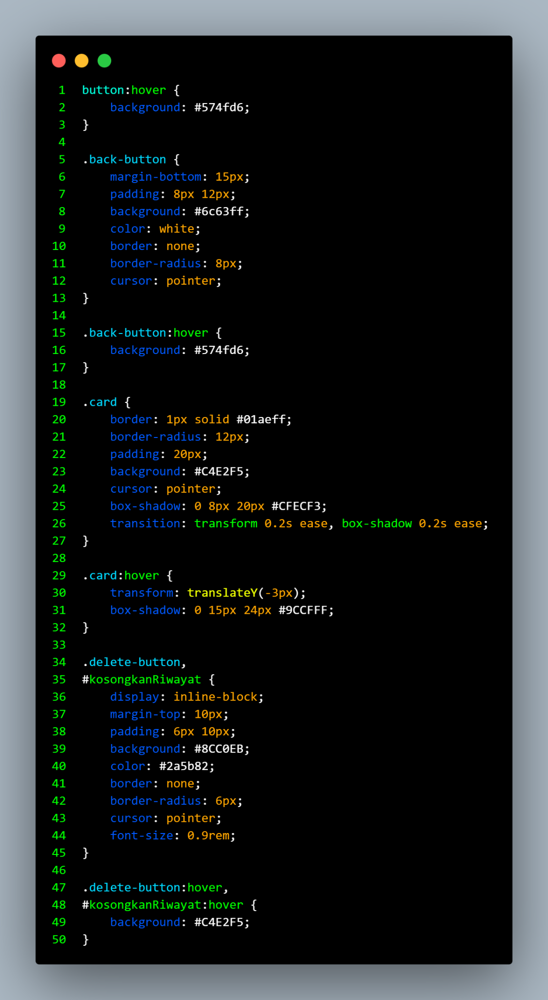 1 button:hover {
2     background: #574fd6;
3 }
4
5 .back-button {
6     margin-bottom: 15px;
7     padding: 8px 12px;
8     background: #6c63ff;
9     color: white;
10     border: none;
11     border-radius: 8px;
12     cursor: pointer;
13 }
14
15 .back-button:hover {
16     background: #574fd6;
17 }
18
19 .card {
20     border: 1px solid #01aeff;
21     border-radius: 12px;
22     padding: 20px;
23     background: #C4E2F5;
24     cursor: pointer;
25     box-shadow: 0 8px 20px #CFECF3;
26     transition: transform 0.2s ease, box-shadow 0.2s ease;
27 }
28
29 .card:hover {
30     transform: translateY(-3px);
31     box-shadow: 0 15px 24px #9CCFFF;
32 }
33
34 .delete-button,
35 #kosongkanRiwayat {
36     display: inline-block;
37     margin-top: 10px;
38     padding: 6px 10px;
39     background: #8CC0EB;
40     color: #2a5b82;
41     border: none;
42     border-radius: 6px;
43     cursor: pointer;
44     font-size: 0.9rem;
45 }
46
47 .delete-button:hover,
48 #kosongkanRiwayat:hover {
49     background: #C4E2F5;
50 }